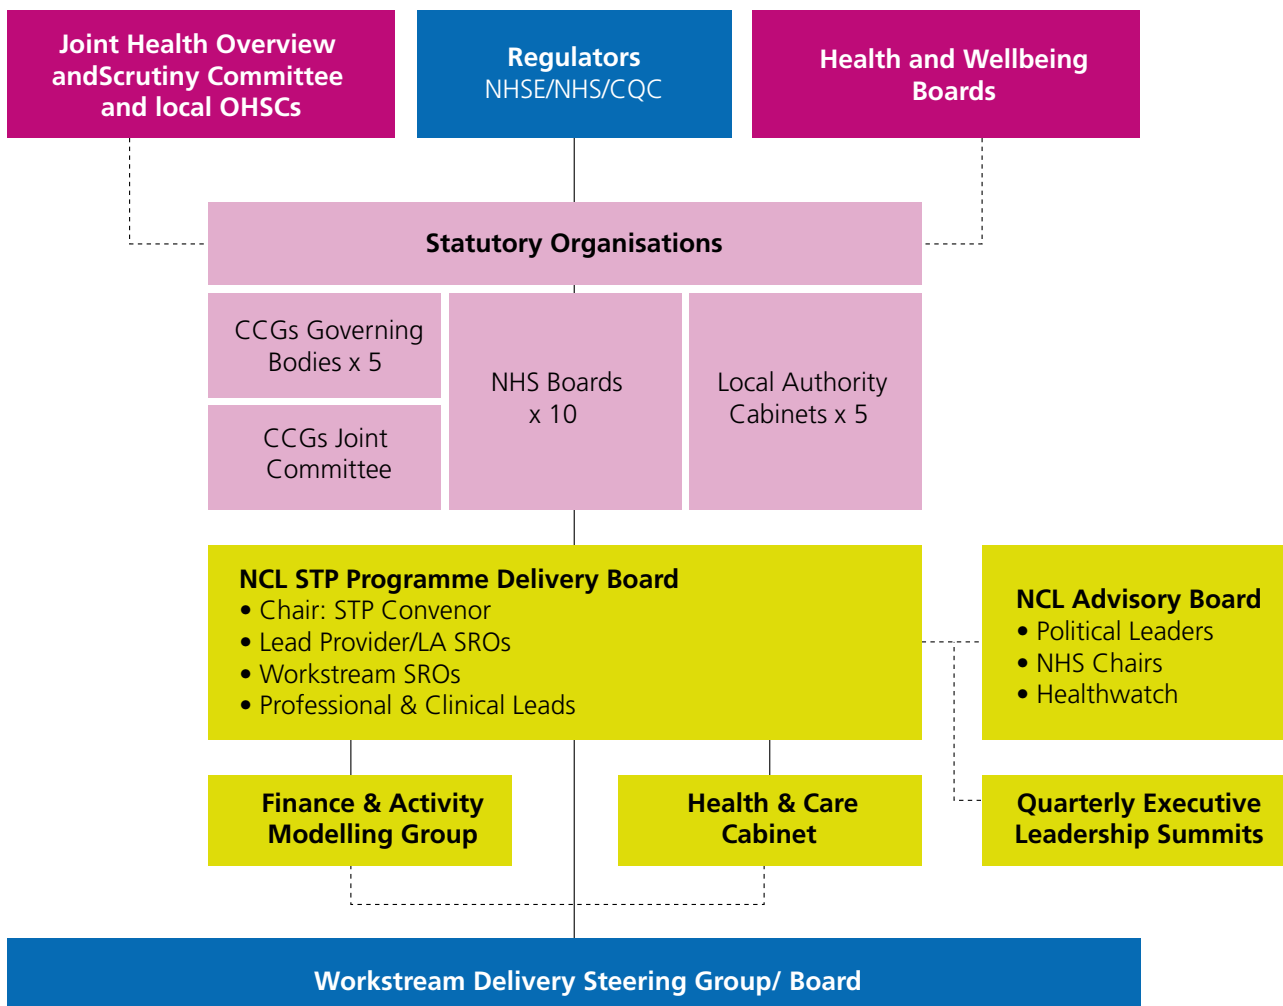 Joint Health Overview
andScrutiny Committee
and local OHSCs
Regulators
NHSE/NHS/CQC
Health and Wellbeing
Boards
Statutory Organisations
CCGs Governing
Bodies x 5
CCGs Joint
Committee
NHS Boards
x 10
Local Authority
Cabinets x 5
NCL STP Programme Delivery Board
• Chair: STP Convenor
• Lead Provider/LA SROs
• Workstream SROs
• Professional & Clinical Leads
NCL Advisory Board
• Political Leaders
• NHS Chairs
• Healthwatch
Finance & Activity
Modelling Group
Health & Care
Cabinet
Quarterly Executive
Leadership Summits
Workstream Delivery Steering Group/ Board